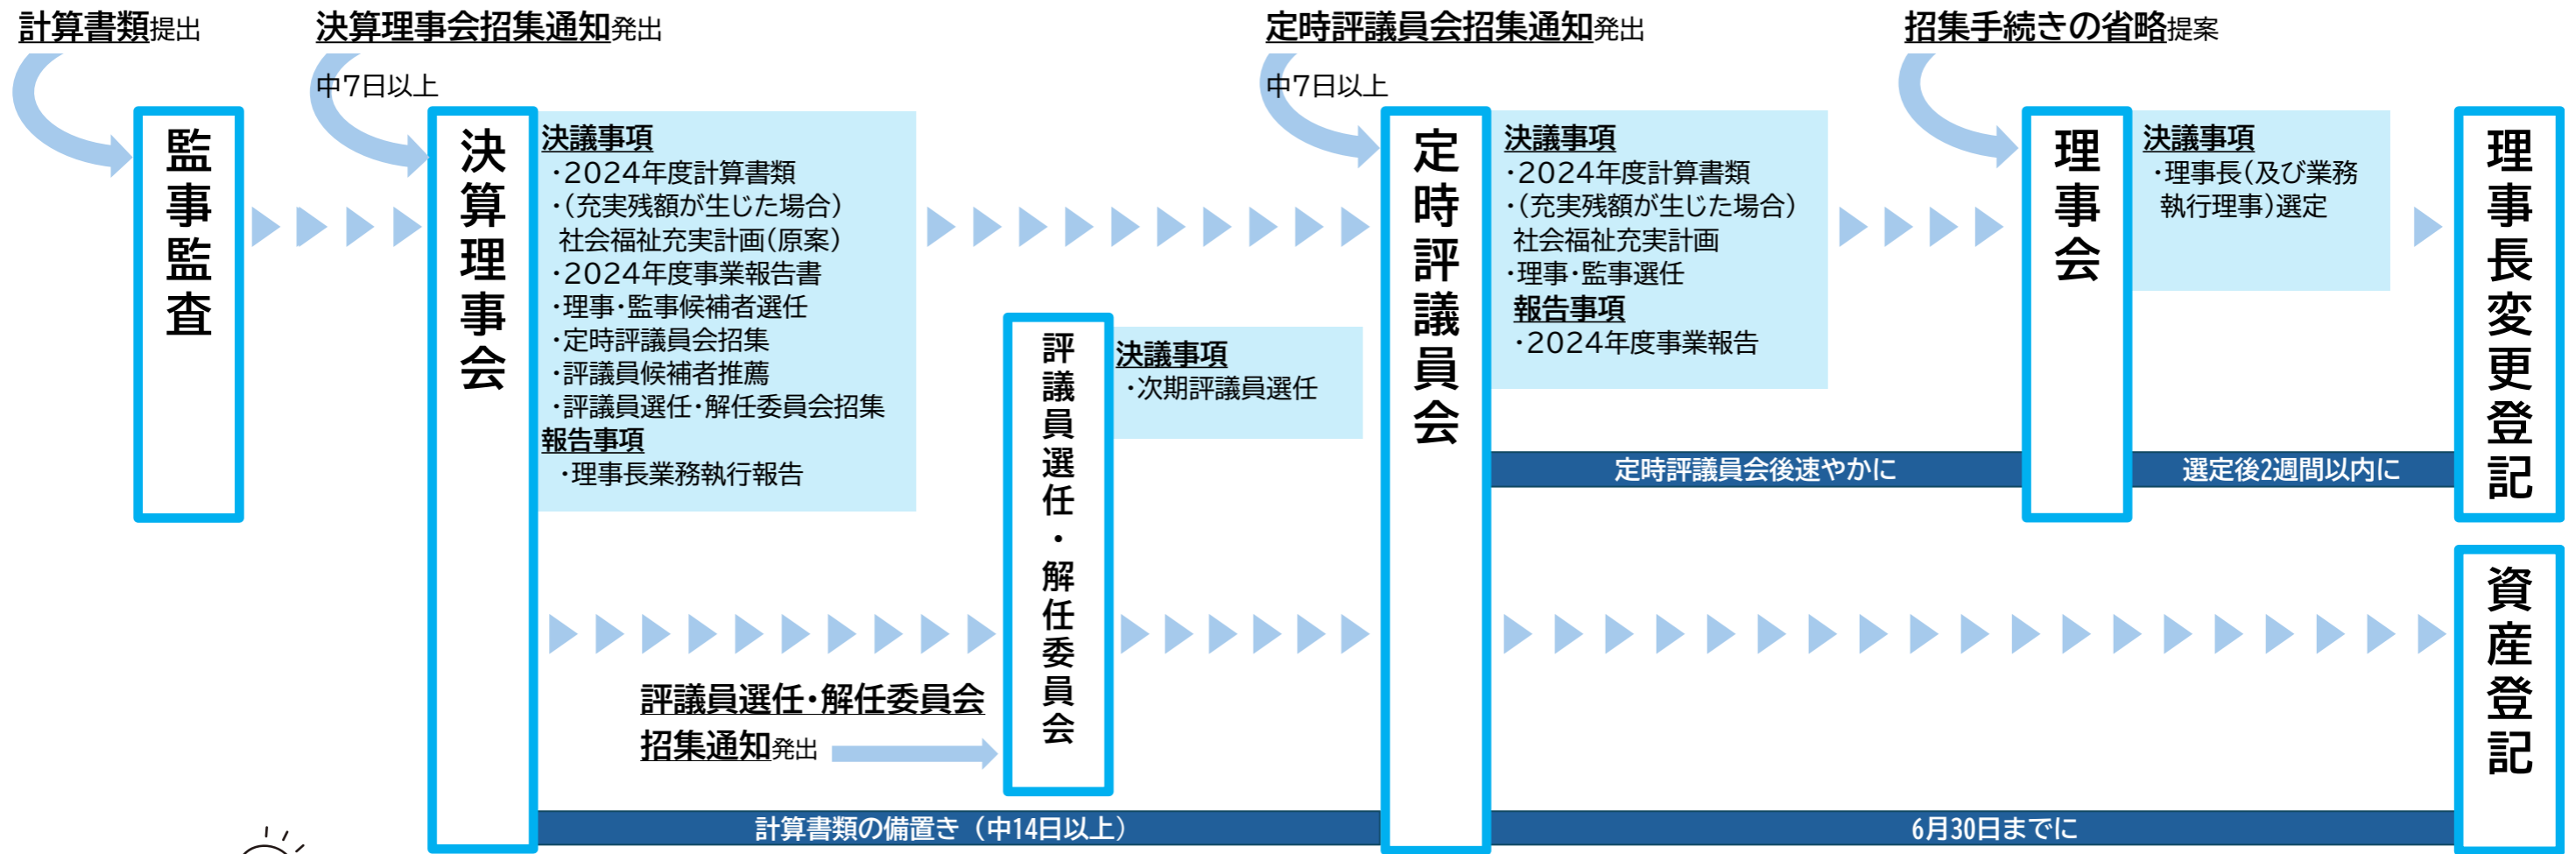 計算書類提出
監事監査
決算理事会招集通知発出
中7日以上
決算理事会
決議事項
・2024年度計算書類
・(充実残額が生じた場合)
社会福祉充実計画(原案)
・2024年度事業報告書
・理事・監事候補者選任
・定時評議員会招集
・評議員候補者推薦
・評議員選任・解任委員会招集
報告事項
・理事長業務執行報告
評議員選任・解任委員会
招集通知発出
評議員選任・解任委員会
決議事項
・次期評議員選任
計算書類の備置き（中14日以上）
定時評議員会招集通知発出
中7日以上
定時評議員会
決議事項
・2024年度計算書類
・(充実残額が生じた場合)
社会福祉充実計画
・理事・監事選任
報告事項
・2024年度事業報告
定時評議員会後速やかに
招集手続きの省略提案
理事会
決議事項
・理事長(及び業務
執行理事)選定
選定後2週間以内に
理事長変更登記
6月30日までに
資産登記